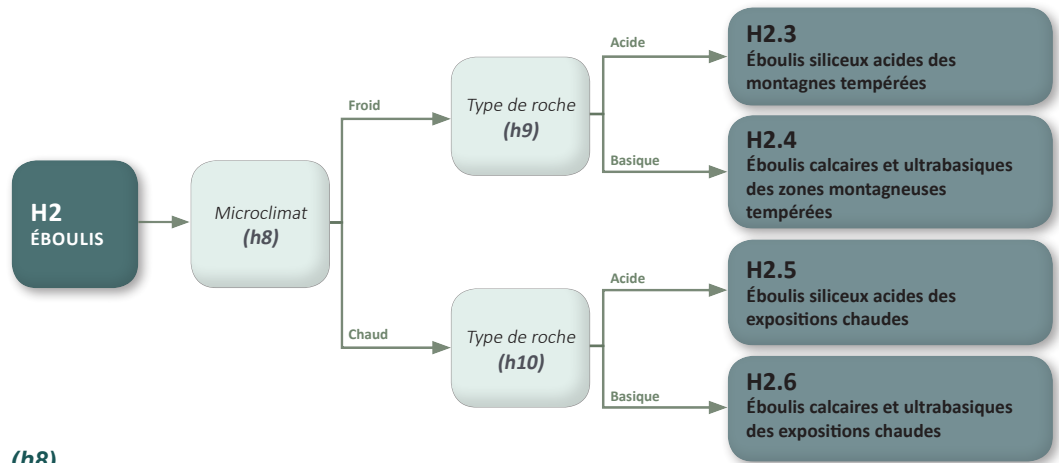 H2
ÉBOULIS
Microclimat
(h8)
Froid
Type de roche
(h9)
Acide
H2.3
Éboulis siliceux acides des
montagnes tempérées
Basique
H2.4
Éboulis calcaires et ultrabasiques
des zones montagneuses
tempérées
Chaud
Type de roche
(h10)
Acide
H2.5
Éboulis siliceux acides des
expositions chaudes
Basique
H2.6
Éboulis calcaires et ultrabasiques
des expositions chaudes
(h8)